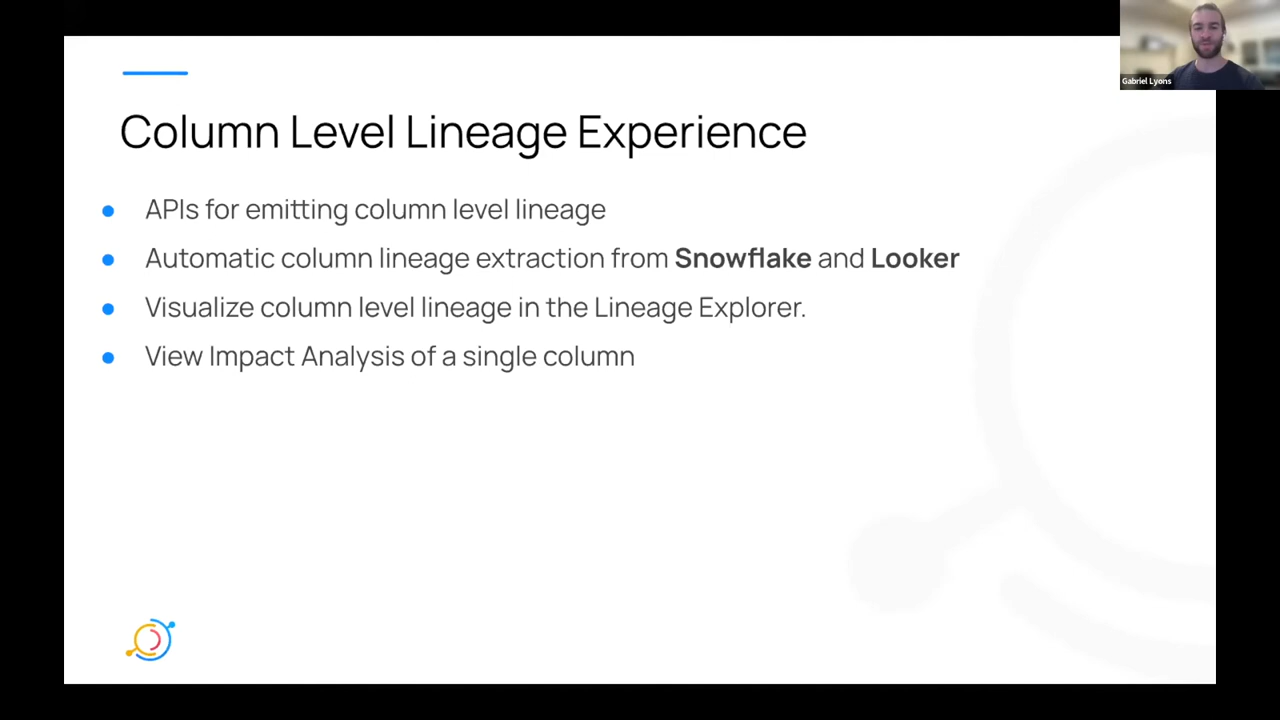 Gabriel Lyons
Column Level Lineage Experience
APIs for emitting column level lineage
Automatic column lineage extraction from Snowflake and Looker
Visualize column level lineage in the Lineage Explorer.
View Impact Analysis of a single column